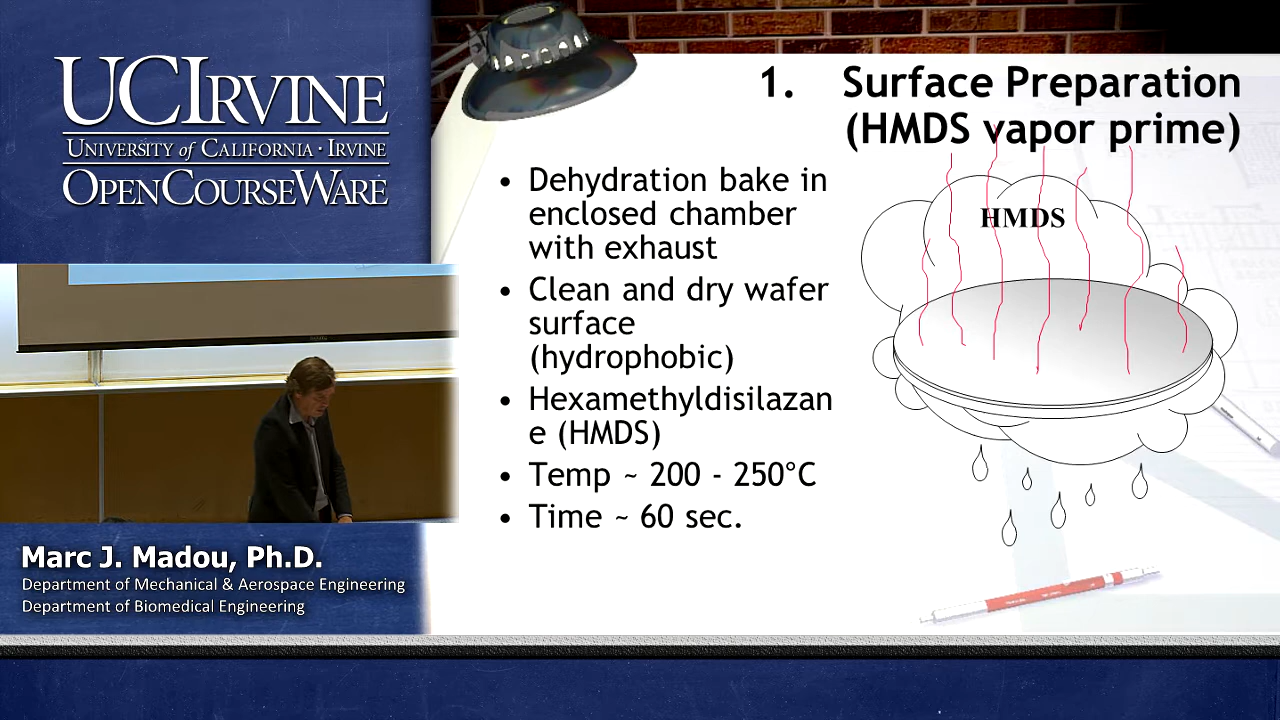 UCIRVINE
UNIVERSITY of CALIFORNIA · IRVINE
OPENCOURSEWARE
1. Surface Preparation
(HMDS vapor prime)
• Dehydration bake in
enclosed chamber
with exhaust
• Clean and dry wafer
surface
(hydrophobic)
• Hexamethyldisilazan
e (HMDS)
• Temp ~ 200 - 250°C
• Time ~ 60 sec.
HMDS
Marc J. Madou, Ph.D.
Department of Mechanical & Aerospace Engineering
Department of Biomedical Engineering